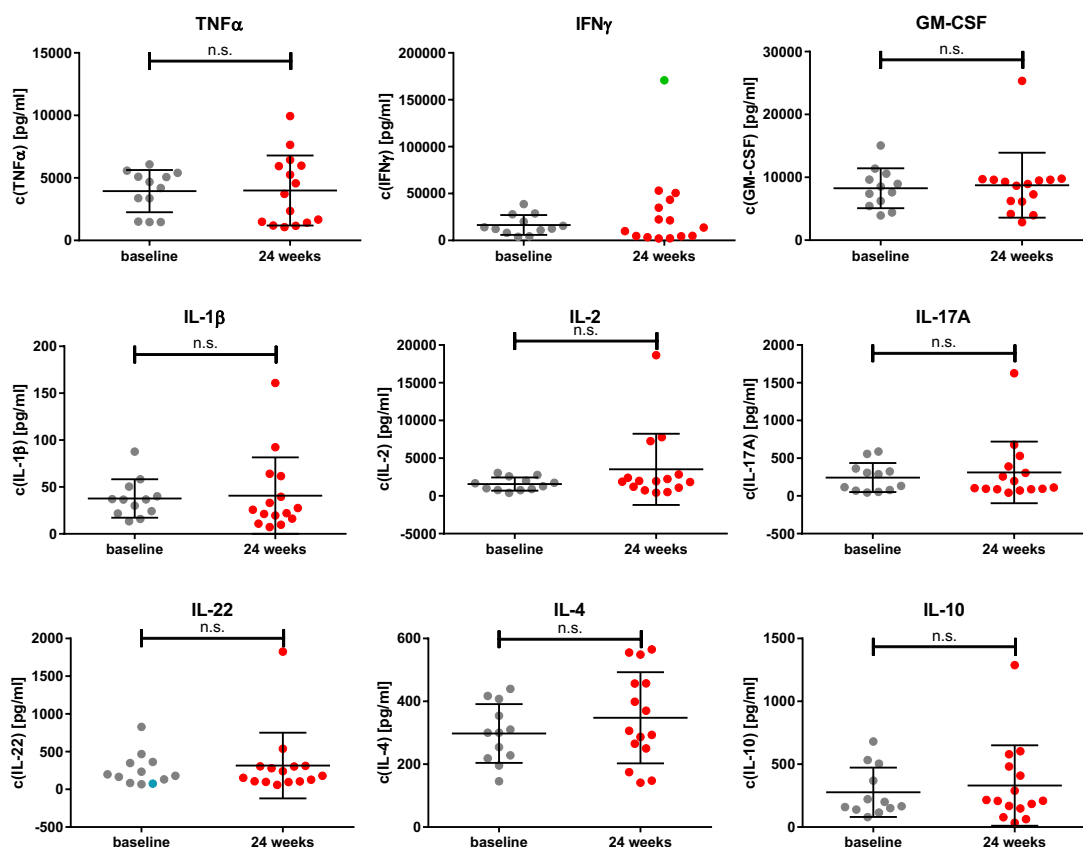 TNFα
n.s.
c(TNFα) [pg/ml]
15000
10000
5000
0
baseline
24 weeks
IFNγ
c(IFNγ) [pg/ml]
200000
150000
100000
50000
0
baseline
24 weeks
GM-CSF
n.s.
c(GM-CSF) [pg/ml]
30000
20000
10000
0
baseline
24 weeks
IL-1β
n.s.
c(IL-1β) [pg/ml]
200
150
100
50
0
baseline
24 weeks
IL-2
n.s.
c(IL-2) [pg/ml]
20000
15000
10000
5000
0
-5000
baseline
24 weeks
IL-17A
n.s.
c(IL-17A) [pg/ml]
2000
1500
1000
500
0
-500
baseline
24 weeks
IL-22
n.s.
c(IL-22) [pg/ml]
2000
1500
1000
500
0
-500
baseline
24 weeks
IL-4
n.s.
c(IL-4) [pg/ml]
600
400
200
0
baseline
24 weeks
IL-10
n.s.
c(IL-10) [pg/ml]
1500
1000
500
0
baseline
24 weeks